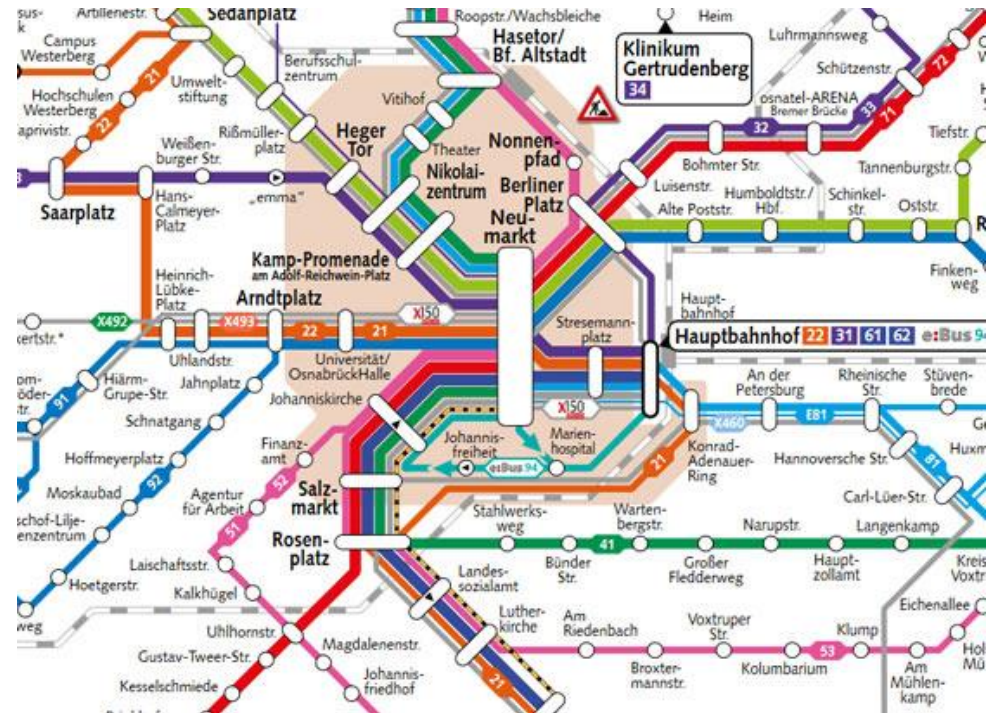 Artilleriestr.
Sedanplatz
Campus
Westerberg
21
Hochschulen
Westerberg
22
Umwelt-
stiftung
Berufsschul-
zentrum
Roopstr./Wachsbleiche
Hasetor/
Bf. Altstadt
Heim
Klinikum
Gertrudenberg
34
Luhrmannsweg
Schützenstr.
72
osnatel-ARENA
Bremer Brücke
33
32
71
Tiefstr.
Vitihof
Theater
Rißmüller-
platz
Heger
Tor
Nikolai-
zentrum
Nonnen-
pfad
Berliner
Platz
Neu-
markt
Bohmter Str.
Luisenstr.
Tannenburgstr.
Alte Poststr.
Humboldtstr./
Hbf.
Schinkel-
str.
Oststr.
Weißen-
burger Str.
Saarplatz
Hans-
Calmeyer-
Platz
„emma“
Kamp-Promenade
am Adolf-Reichwein-Platz
Finken-
weg
Heinrich-
Lübke-
Platz
Arndtplatz
X150
X492
X493
22
21
Uhlandstr.
Universität/
OsnabrückHalle
Haupt-
bahnhof
Stresemann-
platz
Hauptbahnhof 22 31 61 62 e:Bus 94
Hiärm-
Grupe-Str.
Jahnplatz
91
Johanniskirche
X150
An der
Petersburg
Rheinische
Str.
Stüven-
brede
X460
E81
Schnatgang
Finanz-
amt
Johannis-
freiheit
e:Bus 94
Marien-
hospital
21
Konrad-
Adenauer-
Ring
Hannoversche Str.
81
Hoffmeyerplatz
92
52
Moskaubad
Agentur
für Arbeit
51
Salz-
markt
Stahlwerks-
weg
Warten-
bergstr.
Narupstr.
Carl-Lüer-Str.
Langenkamp
Rosen-
platz
41
Bünder
Str.
Großer
Fledderweg
Haupt-
zollamt
Laischaftsstr.
Hoetgerstr.
Kalkhügel
Landes-
sozialamt
Luther-
kirche
Am
Riedenbach
Voxtruper
Str.
Klump
Eichenallee
53
Uhlhornstr.
Magdalenenstr.
Gustav-Tweer-Str.
Kesselschmiede
Johannis-
friedhof
21
Broxter-
mannstr.
Kolumbarium
Am
Mühlen-
kamp